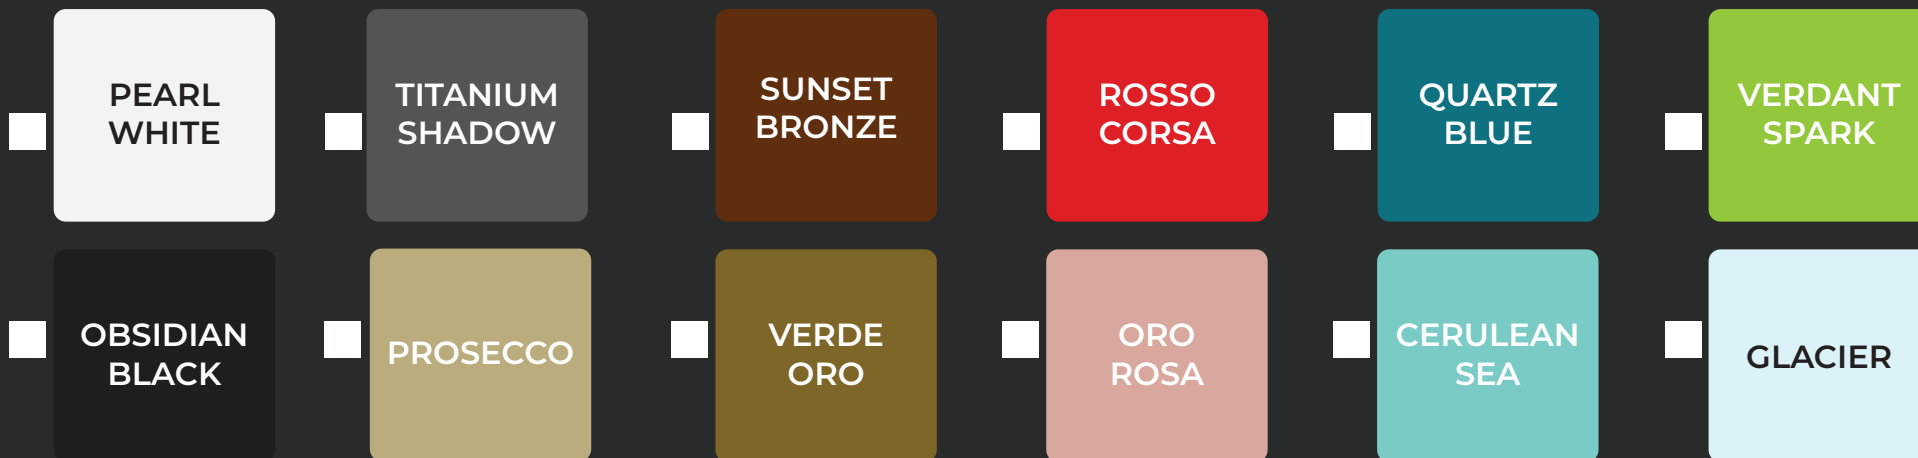 PEARL
WHITE
TITANIUM
SHADOW
SUNSET
BRONZE
ROSSO
CORSA
QUARTZ
BLUE
VERDANT
SPARK
OBSIDIAN
BLACK
PROSECCO
VERDE
ORO
ORO
ROSA
CERULEAN
SEA
GLACIER